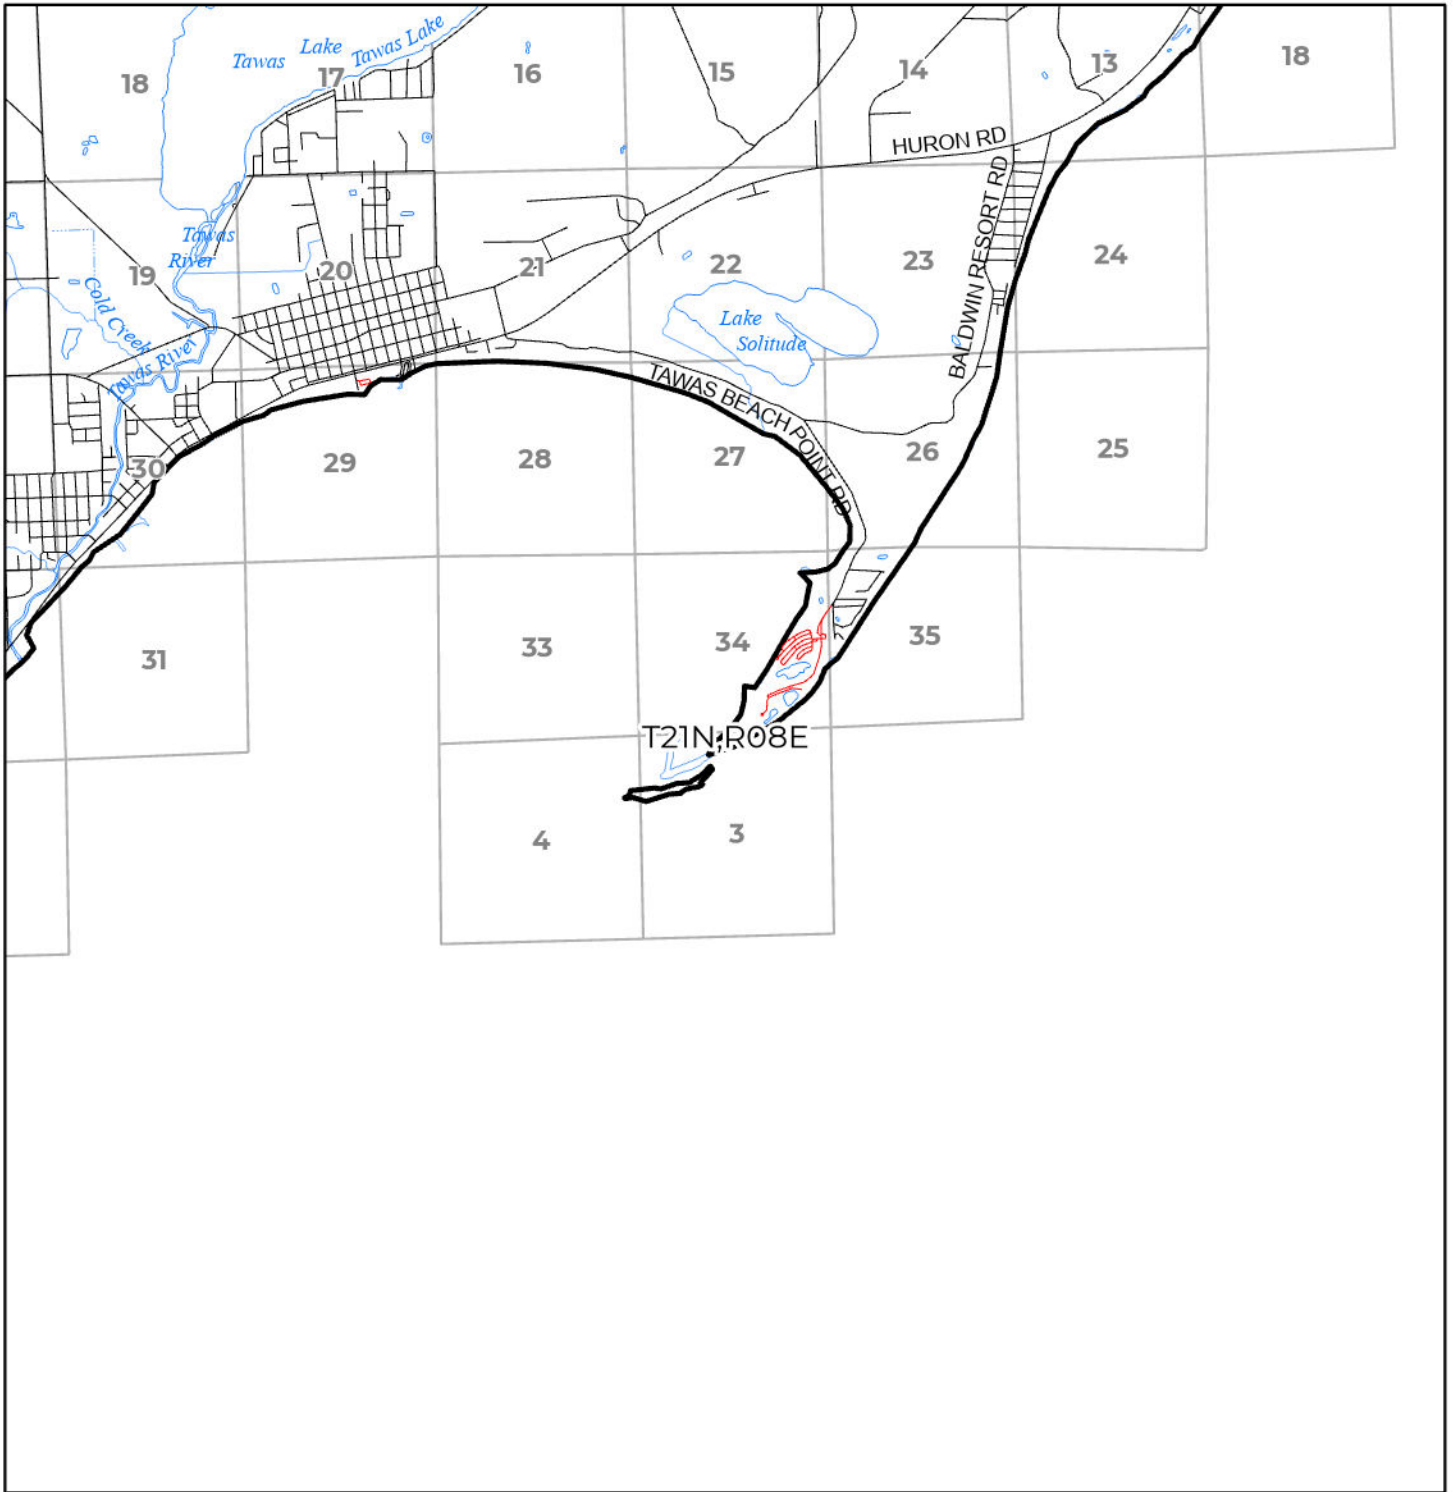 18
Tawas
Lake
Tawas Lake
17
16
15
14
13
18
HURON RD
BALDWIN RESORT RD
Tawas
River
19
20
21
22
23
24
Cold Creek
Tawas River
Lake
Solitude
TAWAS BEACH POINT RD
30
29
28
27
26
25
31
33
34
35
T21N,R08E
4
3